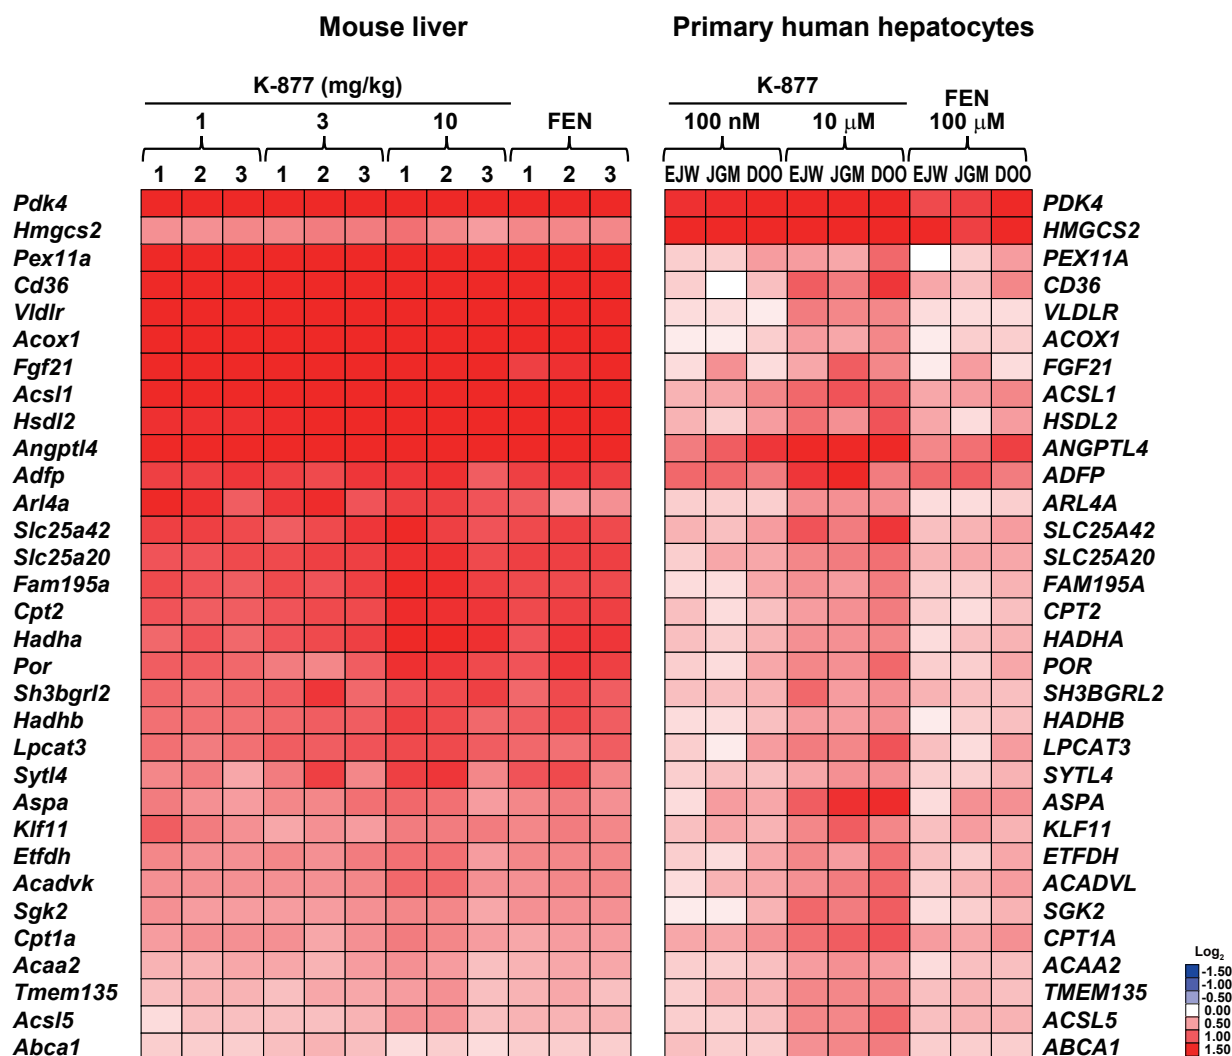 Mouse liver Primary human hepatocytes
K-877 (mg/kg) K-877 FEN
1 3 10 FEN 100 nM 10 μM 100 μM
1 2 3 1 2 3 1 2 3 1 2 3 EJW JGM DOO EJW JGM DOO EJW JGM DOO
Pdk4 PDK4
Hmgcs2 HMGCS2
Pex11a PEX11A
Cd36 CD36
Vldlr VLDLR
Acox1 ACOX1
Fgf21 FGF21
Acsl1 ACSL1
Hsdl2 HSDL2
Angptl4 ANGPTL4
Adfp ADFP
Arl4a ARL4A
Slc25a42 SLC25A42
Slc25a20 SLC25A20
Fam195a FAM195A
Cpt2 CPT2
Hadha HADHA
Por POR
Sh3bgrl2 SH3BGRL2
Hadhb HADHB
Lpcat3 LPCAT3
Sytl4 SYTL4
Aspa ASPA
Klf11 KLF11
Etfdh ETFDH
Acadvk ACADVL
Sgk2 SGK2
Cpt1a CPT1A
Acaa2 ACAA2
Tmem135 TMEM135
Acsl5 ACSL5
Abca1 ABCA1
Log2
-1.50
-1.00
-0.50
0.00
0.50
1.00
1.50